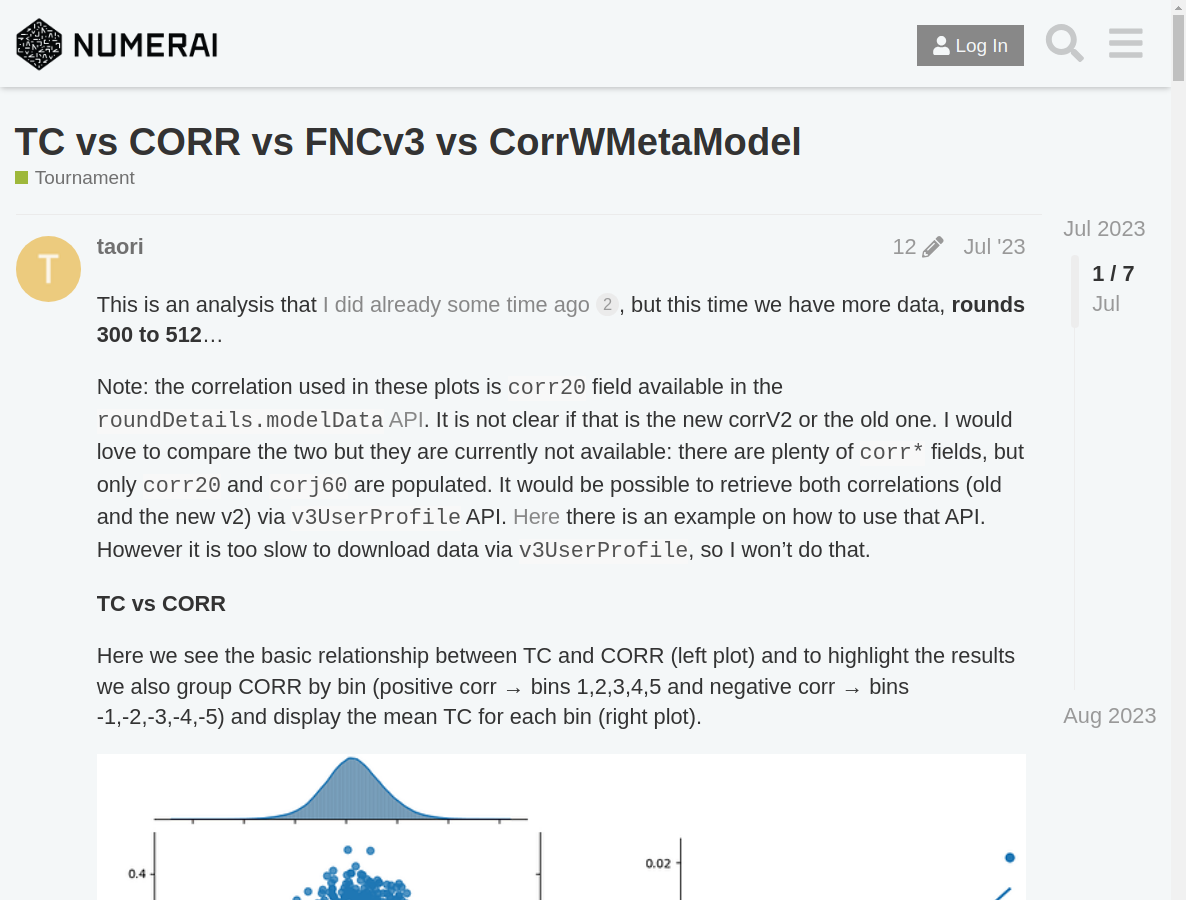 NUMERAI
Log In
TC vs CORR vs FNCv3 vs CorrWMetaModel
Tournament
Jul 2023
T
taori
12
Jul '23
1 / 7
Jul
This is an analysis that I did already some time ago 2, but this time we have more data, rounds
300 to 512…
Note: the correlation used in these plots is corr20 field available in the
roundDetails.modelData API. It is not clear if that is the new corrV2 or the old one. I would
love to compare the two but they are currently not available: there are plenty of corr* fields, but
only corr20 and corj60 are populated. It would be possible to retrieve both correlations (old
and the new v2) via v3UserProfile API. Here there is an example on how to use that API.
However it is too slow to download data via v3UserProfile, so I won’t do that.
TC vs CORR
Here we see the basic relationship between TC and CORR (left plot) and to highlight the results
we also group CORR by bin (positive corr → bins 1,2,3,4,5 and negative corr → bins
-1,-2,-3,-4,-5) and display the mean TC for each bin (right plot).
Aug 2023
0.4
0.02